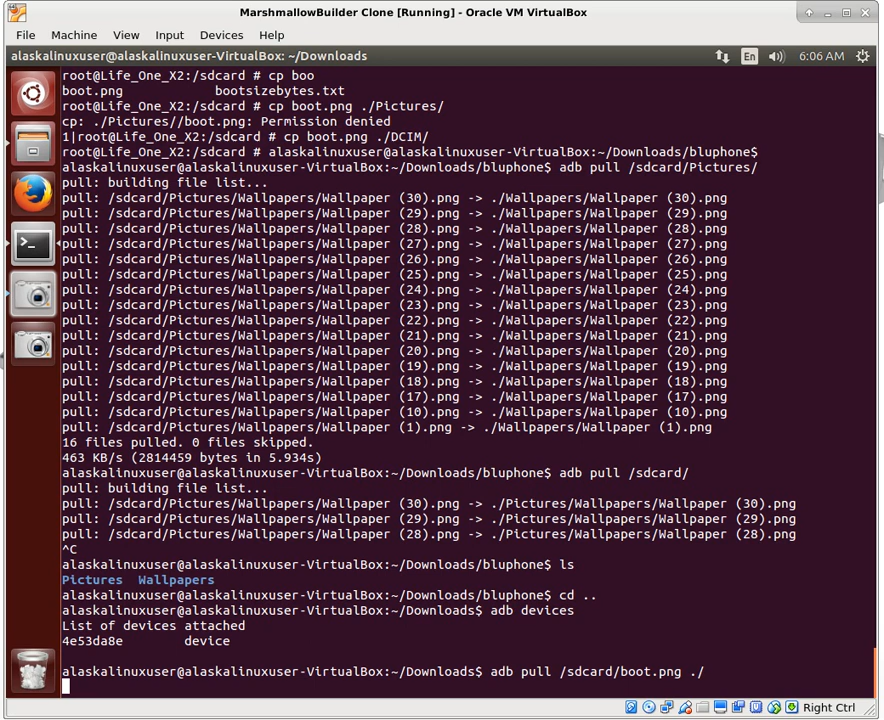 MarshmallowBuilder Clone [Running] - Oracle VM VirtualBox
File Machine View Input Devices Help
alaskalinuxuser@alaskalinuxuser-VirtualBox: ~/Downloads En 6:06 AM
root@Life_One_X2:/sdcard # cp boo
boot.png bootsizebytes.txt
root@Life_One_X2:/sdcard # cp boot.png ./Pictures/
cp: ./Pictures//boot.png: Permission denied
1|root@Life_One_X2:/sdcard # cp boot.png ./DCIM/
root@Life_One_X2:/sdcard # alaskalinuxuser@alaskalinuxuser-VirtualBox:~/Downloads/bluphone$
alaskalinuxuser@alaskalinuxuser-VirtualBox:~/Downloads/bluphone$ adb pull /sdcard/Pictures/
pull: building file list...
pull: /sdcard/Pictures/Wallpapers/Wallpaper (30).png -> ./Wallpapers/Wallpaper (30).png
pull: /sdcard/Pictures/Wallpapers/Wallpaper (29).png -> ./Wallpapers/Wallpaper (29).png
pull: /sdcard/Pictures/Wallpapers/Wallpaper (28).png -> ./Wallpapers/Wallpaper (28).png
pull: /sdcard/Pictures/Wallpapers/Wallpaper (27).png -> ./Wallpapers/Wallpaper (27).png
pull: /sdcard/Pictures/Wallpapers/Wallpaper (26).png -> ./Wallpapers/Wallpaper (26).png
pull: /sdcard/Pictures/Wallpapers/Wallpaper (25).png -> ./Wallpapers/Wallpaper (25).png
pull: /sdcard/Pictures/Wallpapers/Wallpaper (24).png -> ./Wallpapers/Wallpaper (24).png
pull: /sdcard/Pictures/Wallpapers/Wallpaper (23).png -> ./Wallpapers/Wallpaper (23).png
pull: /sdcard/Pictures/Wallpapers/Wallpaper (22).png -> ./Wallpapers/Wallpaper (22).png
pull: /sdcard/Pictures/Wallpapers/Wallpaper (21).png -> ./Wallpapers/Wallpaper (21).png
pull: /sdcard/Pictures/Wallpapers/Wallpaper (20).png -> ./Wallpapers/Wallpaper (20).png
pull: /sdcard/Pictures/Wallpapers/Wallpaper (19).png -> ./Wallpapers/Wallpaper (19).png
pull: /sdcard/Pictures/Wallpapers/Wallpaper (18).png -> ./Wallpapers/Wallpaper (18).png
pull: /sdcard/Pictures/Wallpapers/Wallpaper (17).png -> ./Wallpapers/Wallpaper (17).png
pull: /sdcard/Pictures/Wallpapers/Wallpaper (10).png -> ./Wallpapers/Wallpaper (10).png
pull: /sdcard/Pictures/Wallpapers/Wallpaper (1).png -> ./Wallpapers/Wallpaper (1).png
16 files pulled. 0 files skipped.
463 KB/s (2814459 bytes in 5.934s)
alaskalinuxuser@alaskalinuxuser-VirtualBox:~/Downloads/bluphone$ adb pull /sdcard/
pull: building file list...
pull: /sdcard/Pictures/Wallpapers/Wallpaper (30).png -> ./Pictures/Wallpapers/Wallpaper (30).png
pull: /sdcard/Pictures/Wallpapers/Wallpaper (29).png -> ./Pictures/Wallpapers/Wallpaper (29).png
pull: /sdcard/Pictures/Wallpapers/Wallpaper (28).png -> ./Pictures/Wallpapers/Wallpaper (28).png
^C
alaskalinuxuser@alaskalinuxuser-VirtualBox:~/Downloads/bluphone$ ls
Pictures Wallpapers
alaskalinuxuser@alaskalinuxuser-VirtualBox:~/Downloads/bluphone$ cd ..
alaskalinuxuser@alaskalinuxuser-VirtualBox:~/Downloads$ adb devices
List of devices attached
4e53da8e device
alaskalinuxuser@alaskalinuxuser-VirtualBox:~/Downloads$ adb pull /sdcard/boot.png ./
Right Ctrl